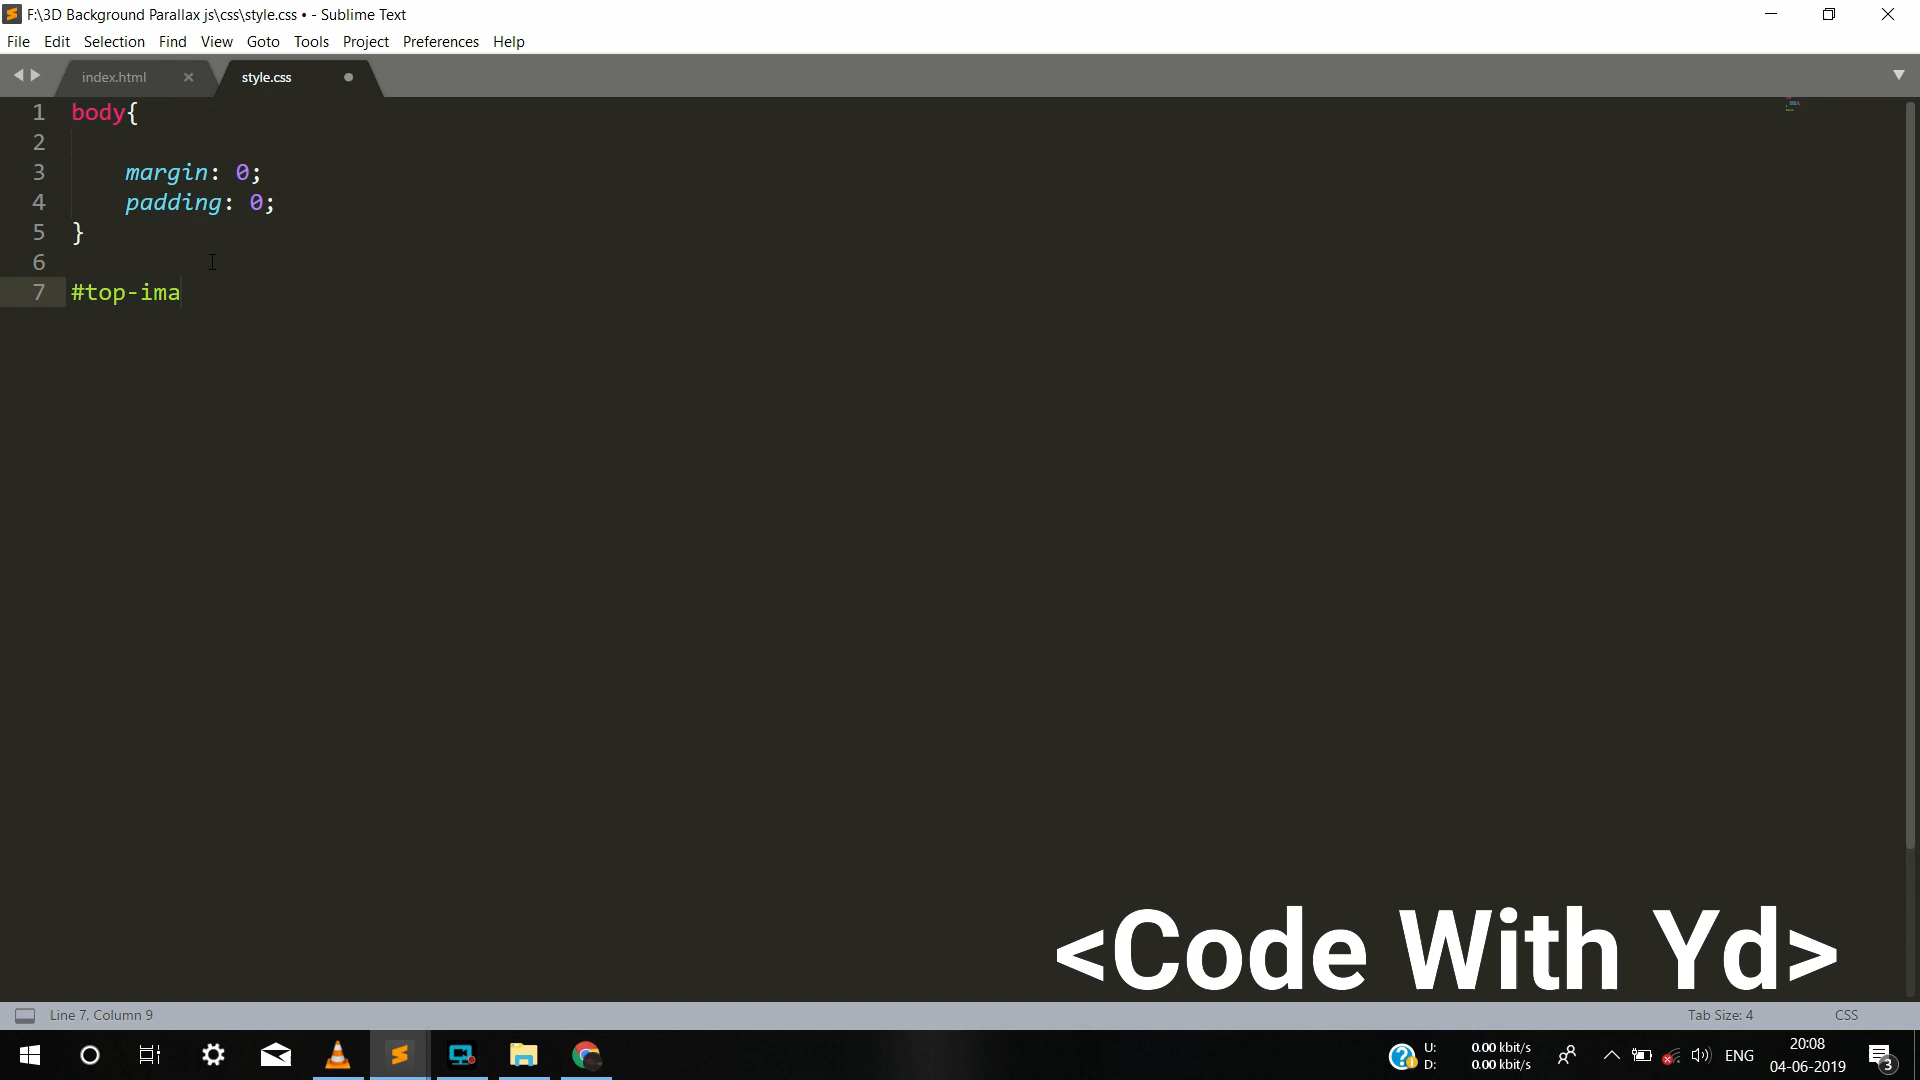 F:\3D Background Parallax js\css\style.css • - Sublime Text
File Edit Selection Find View Goto Tools Project Preferences Help
index.html style.css
1 body{
2
3 margin: 0;
4 padding: 0;
5 }
6
7 #top-ima
<Code With Yd>
Line 7, Column 9 Tab Size: 4 CSS
U: 0.00 kbit/s
D: 0.00 kbit/s
ENG
20:08
04-06-2019
3